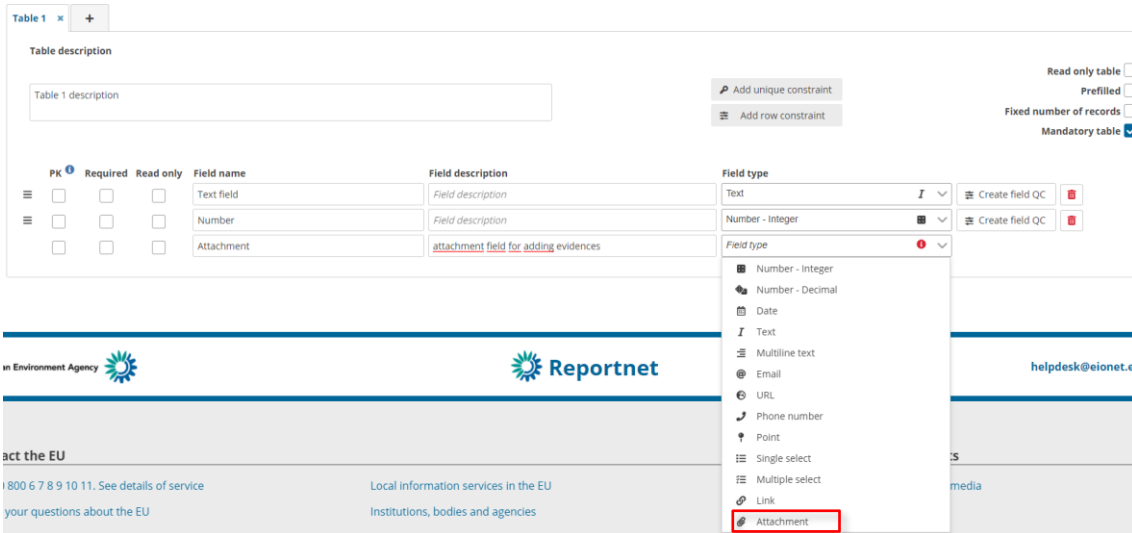 Table 1 × +
Table description
Table 1 description
Add unique constraint
Add row constraint
Read only table
Prefilled
Fixed number of records
Mandatory table
PK Required Read only Field name Field description Field type
Text field Field description Text Create field QC
Number Field description Number - Integer Create field QC
Attachment attachment field for adding evidences Field type
Number - Integer
Number - Decimal
Date
Text
Multiline text
Email
URL
Phone number
Point
Single select
Multiple select
Link
Attachment
an Environment Agency
Reportnet
helpdesk@eionet.e
act the EU
800 6 7 8 9 10 11. See details of service
Local information services in the EU
media
your questions about the EU
Institutions, bodies and agencies